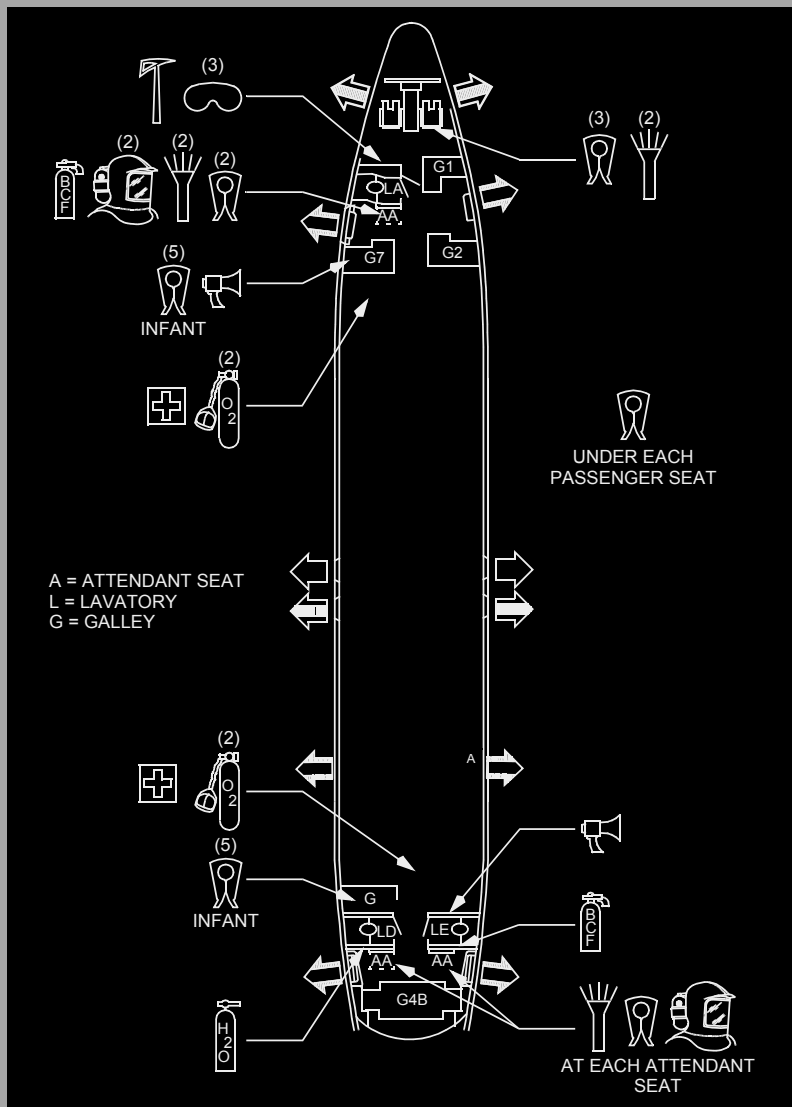 (3)
(3)
(2)
(2)
(2)
(2)
B
C
F
G1
LA
AA
G7
G2
(5)
INFANT
(2)
O
2
UNDER EACH
PASSENGER SEAT
A = ATTENDANT SEAT
L = LAVATORY
G = GALLEY
(2)
O
2
A
(5)
INFANT
G
LD
LE
B
C
F
AA
AA
G4B
H
2
O
AT EACH ATTENDANT
SEAT